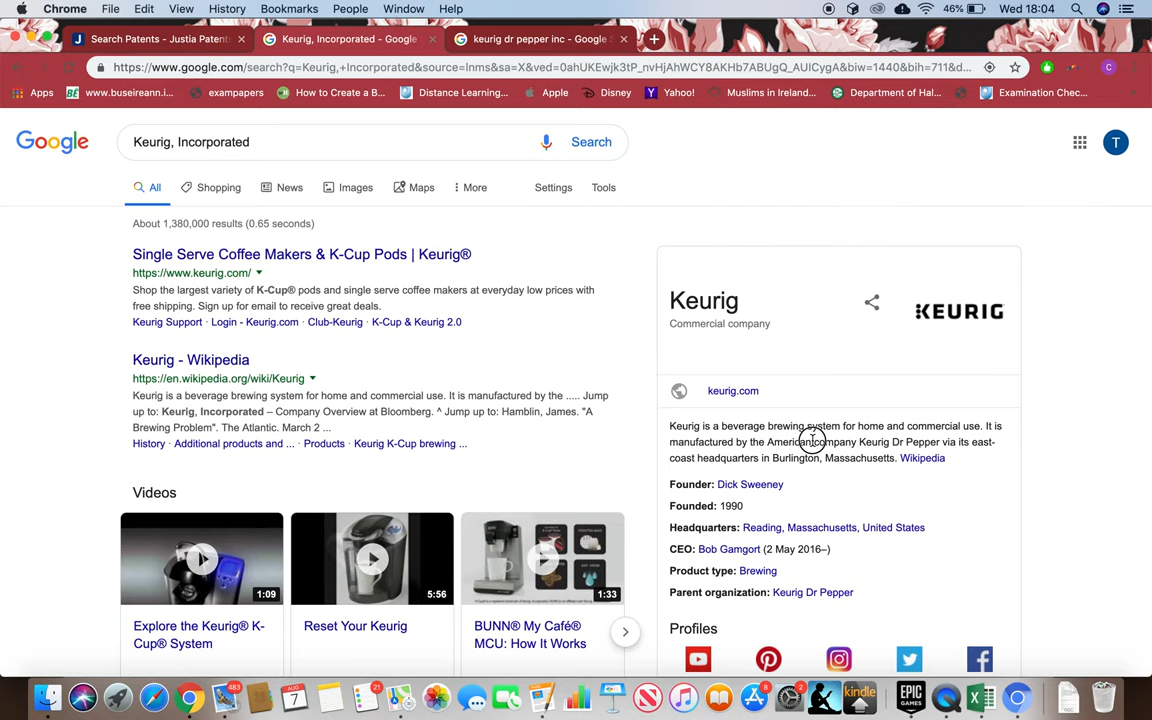 Chrome File Edit View History Bookmarks People Window Help 46% Wed 18:04
Search Patents - Justia Patents
Keurig, Incorporated - Google
keurig dr pepper inc - Google
https://www.google.com/search?q=Keurig,+Incorporated&source=lnms&sa=X&ved=0ahUKEwjk3tP_nvHjAhWCY8AKHb7ABUgQ_AUICygA&biw=1440&bih=711&d...
C
Apps www.buseireann.i... exampapers How to Create a B... Distance Learning... Apple Disney Yahoo! Muslims in Ireland... Department of Hal... Examination Chec...
Google
Keurig, Incorporated
Search
T
All Shopping News Images Maps More Settings Tools
About 1,380,000 results (0.65 seconds)
Single Serve Coffee Makers & K-Cup Pods | Keurig®
https://www.keurig.com/
Shop the largest variety of K-Cup® pods and single serve coffee makers at everyday low prices with
free shipping. Sign up for email to receive great deals.
Keurig Support · Login - Keurig.com · Club-Keurig · K-Cup & Keurig 2.0
Keurig - Wikipedia
https://en.wikipedia.org/wiki/Keurig
Keurig is a beverage brewing system for home and commercial use. It is manufactured by the ..... Jump
up to: Keurig, Incorporated – Company Overview at Bloomberg. ^ Jump up to: Hamblin, James. "A
Brewing Problem". The Atlantic. March 2 ...
History · Additional products and ... · Products · Keurig K-Cup brewing ...
Videos
1:09
5:56
1:33
Explore the Keurig® K-
Cup® System
Reset Your Keurig
BUNN® My Café®
MCU: How It Works
Keurig
Commercial company
KEURIG
keurig.com
Keurig is a beverage brewing system for home and commercial use. It is
manufactured by the American company Keurig Dr Pepper via its east-
coast headquarters in Burlington, Massachusetts. Wikipedia
Founder: Dick Sweeney
Founded: 1990
Headquarters: Reading, Massachusetts, United States
CEO: Bob Gamgort (2 May 2016–)
Product type: Brewing
Parent organization: Keurig Dr Pepper
Profiles
483
AUG
7
21
8
2
kindle
EPIC
GAMES